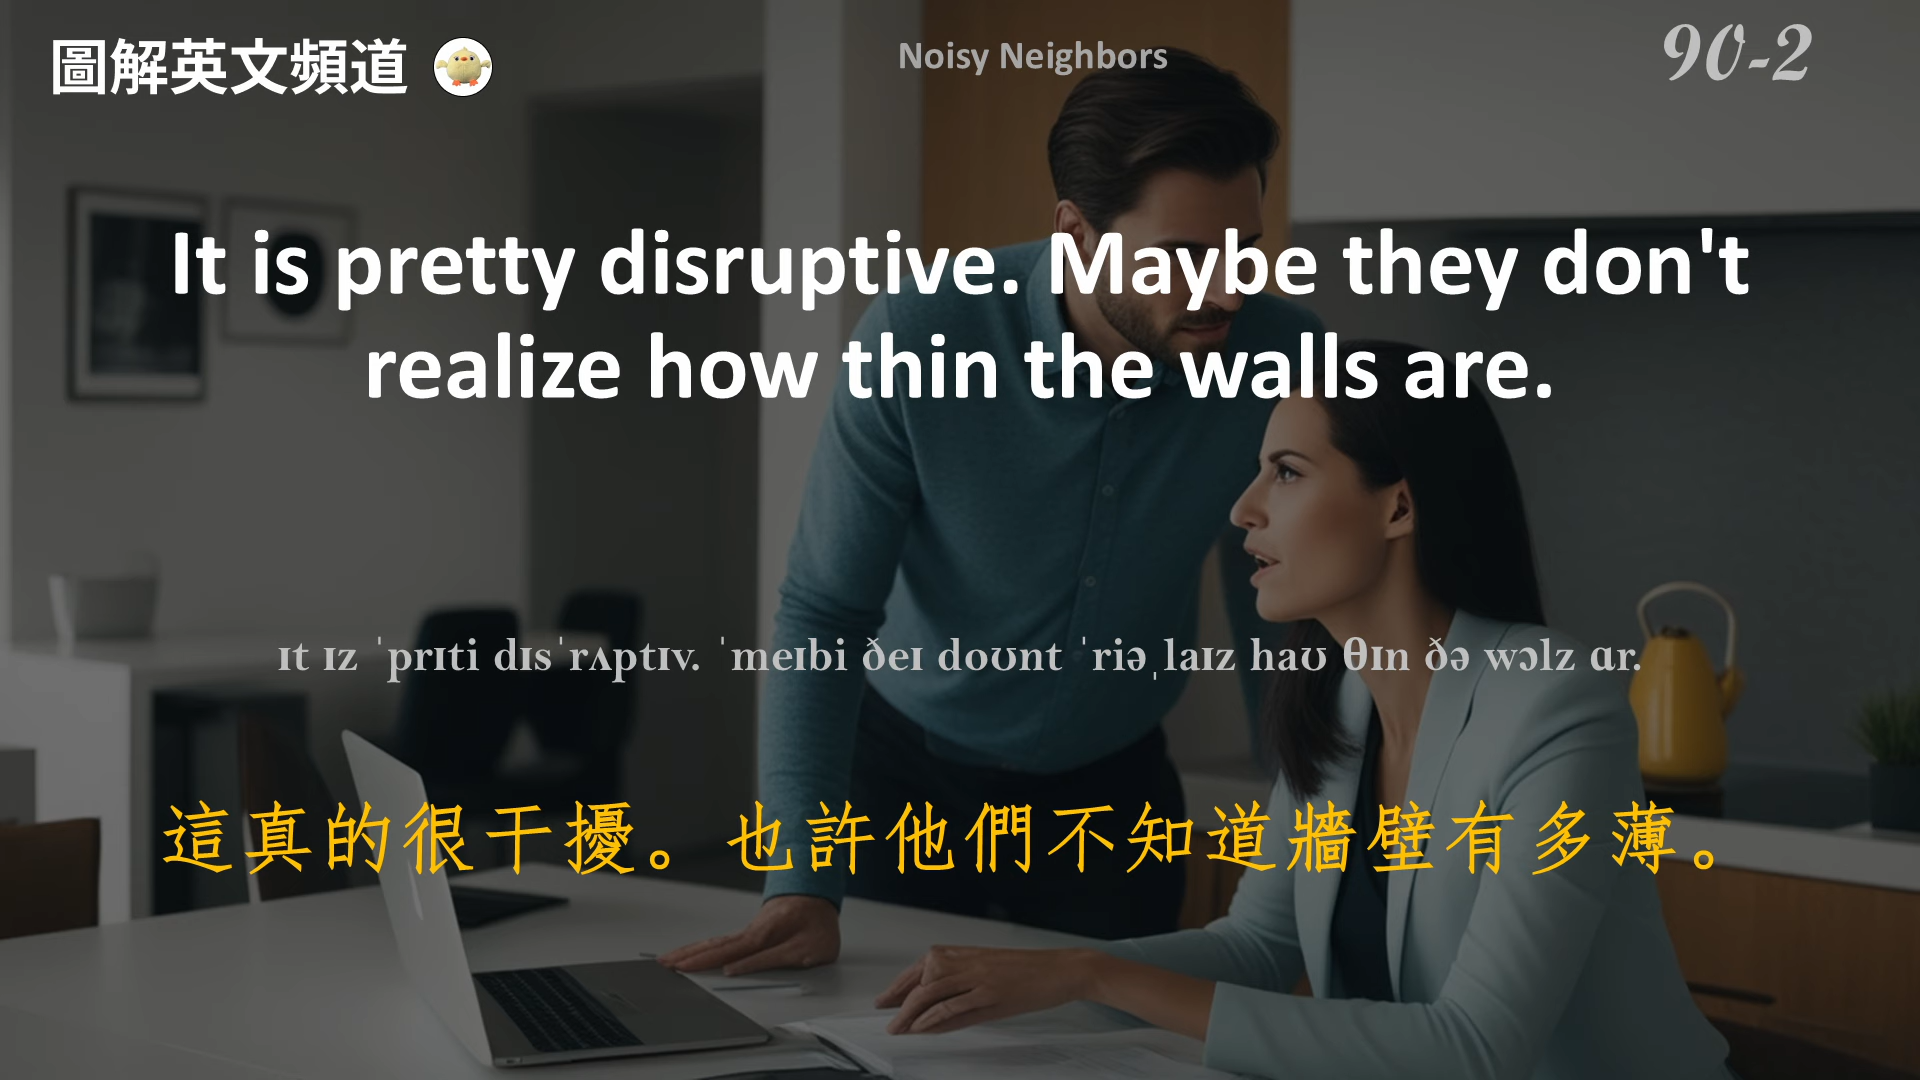 圖解英文頻道
Noisy Neighbors
90-2
It is pretty disruptive. Maybe they don't
realize how thin the walls are.
ɪt ɪz ˈprɪti dɪsˈrʌptɪv. ˈmeɪbi ðeɪ doʊnt ˈriəˌlaɪz haʊ θɪn ðə wɔlz ɑr.
這真的很干擾。也許他們不知道牆壁有多薄。